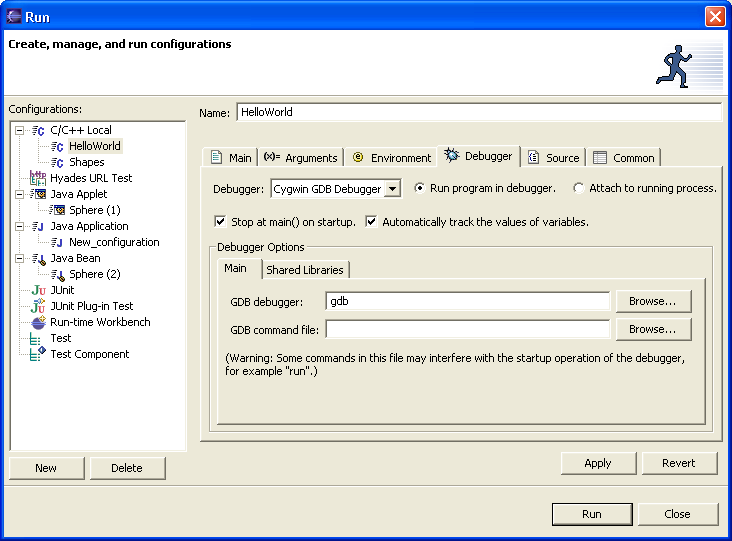 Run
Create, manage, and run configurations
Configurations:
C/C++ Local
HelloWorld
Shapes
Hyades URL Test
Java Applet
Sphere (1)
Java Application
New_configuration
Java Bean
Sphere (2)
JUnit
JUnit Plug-in Test
Run-time Workbench
Test
Test Component
New Delete
Name: HelloWorld
Main (x)= Arguments Environment Debugger Source Common
Debugger: Cygwin GDB Debugger Run program in debugger. Attach to running process.
Stop at main() on startup. Automatically track the values of variables.
Debugger Options
Main Shared Libraries
GDB debugger: gdb Browse...
GDB command file: Browse...
(Warning: Some commands in this file may interfere with the startup operation of the debugger,
for example "run".)
Apply Revert
Run Close